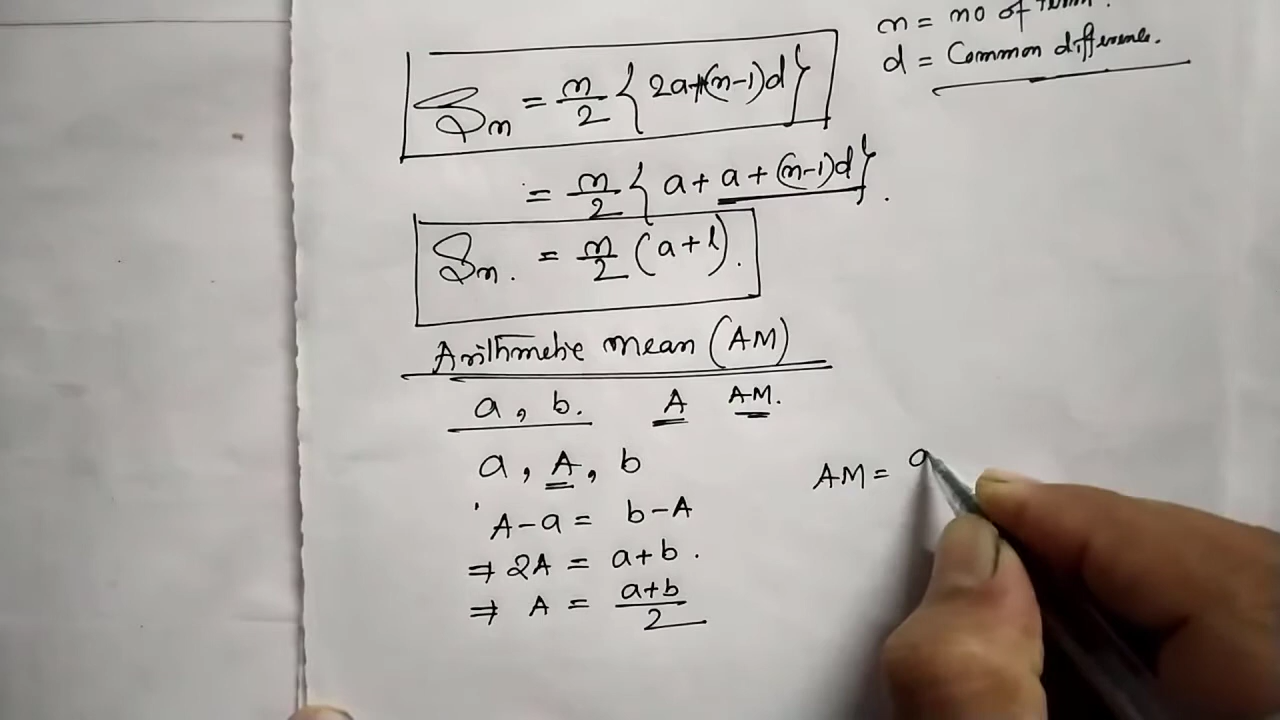 n = no of term.
d = Common difference.
Sn = n/2 { 2a+(n-1)d}
= n/2 { a + a + (n-1)d} .
Sn. = n/2 (a+l).
Arithmetic mean (AM)
a, b. A AM.
a, A, b
AM = a
A-a = b-A
⇒ 2A = a+b .
⇒ A = a+b/2